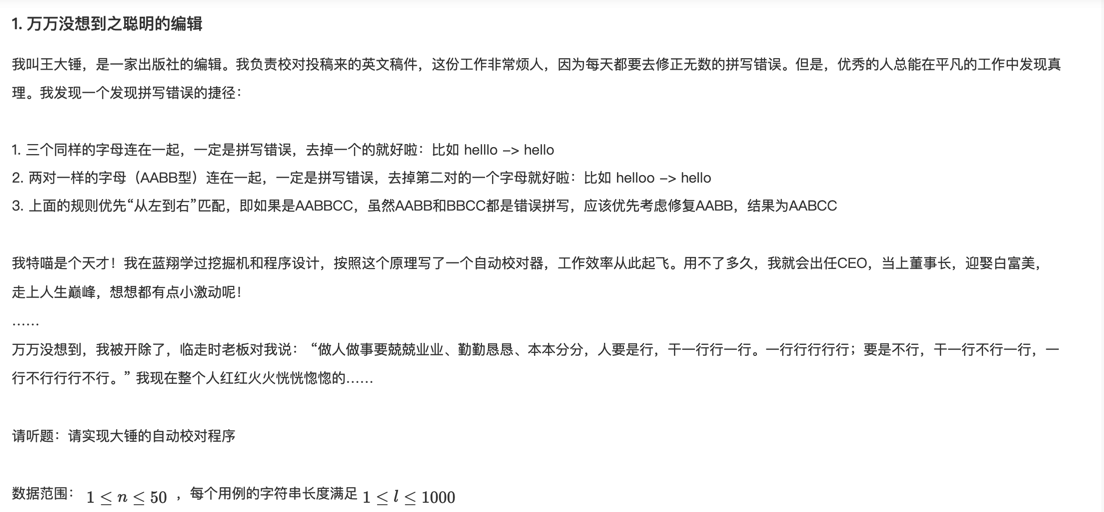 1. 万万没想到之聪明的编辑
我叫王大锤，是一家出版社的编辑。我负责校对投稿来的英文稿件，这份工作非常烦人，因为每天都要去修正无数的拼写错误。但是，优秀的人总能在平凡的工作中发现真
理。我发现一个发现拼写错误的捷径：
1. 三个同样的字母连在一起，一定是拼写错误，去掉一个的就好啦：比如 helllo -> hello
2. 两对一样的字母（AABB型）连在一起，一定是拼写错误，去掉第二对的一个字母就好啦：比如 helloo -> hello
3. 上面的规则优先“从左到右”匹配，即如果是AABBCC，虽然AABB和BBCC都是错误拼写，应该优先考虑修复AABB，结果为AABCC
我特喵是个天才！我在蓝翔学过挖掘机和程序设计，按照这个原理写了一个自动校对器，工作效率从此起飞。用不了多久，我就会出任CEO，当上董事长，迎娶白富美，
走上人生巅峰，想想都有点小激动呢！
……
万万没想到，我被开除了，临走时老板对我说： “做人做事要兢兢业业、勤勤恳恳、本本分分，人要是行，干一行行一行。一行行行行行；要是不行，干一行不行一行，一
行不行行行不行。” 我现在整个人红红火火恍恍惚惚的……
请听题：请实现大锤的自动校对程序
数据范围： 1 ≤ n ≤ 50 ，每个用例的字符串长度满足 1 ≤ l ≤ 1000